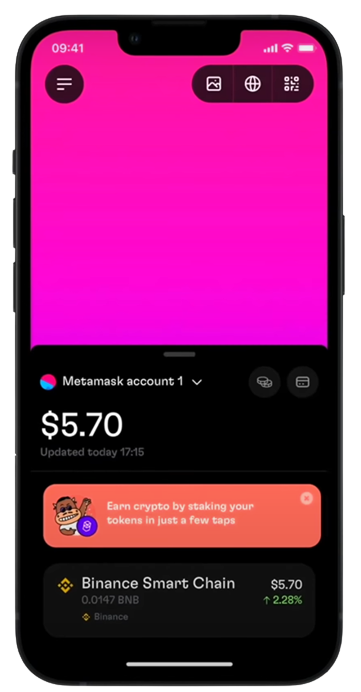 09:41
Metamask account 1
$5.70
Updated today 17:15
Earn crypto by staking your
tokens in just a few taps
Binance Smart Chain $5.70
0.0147 BNB ↑ 2.28%
Binance